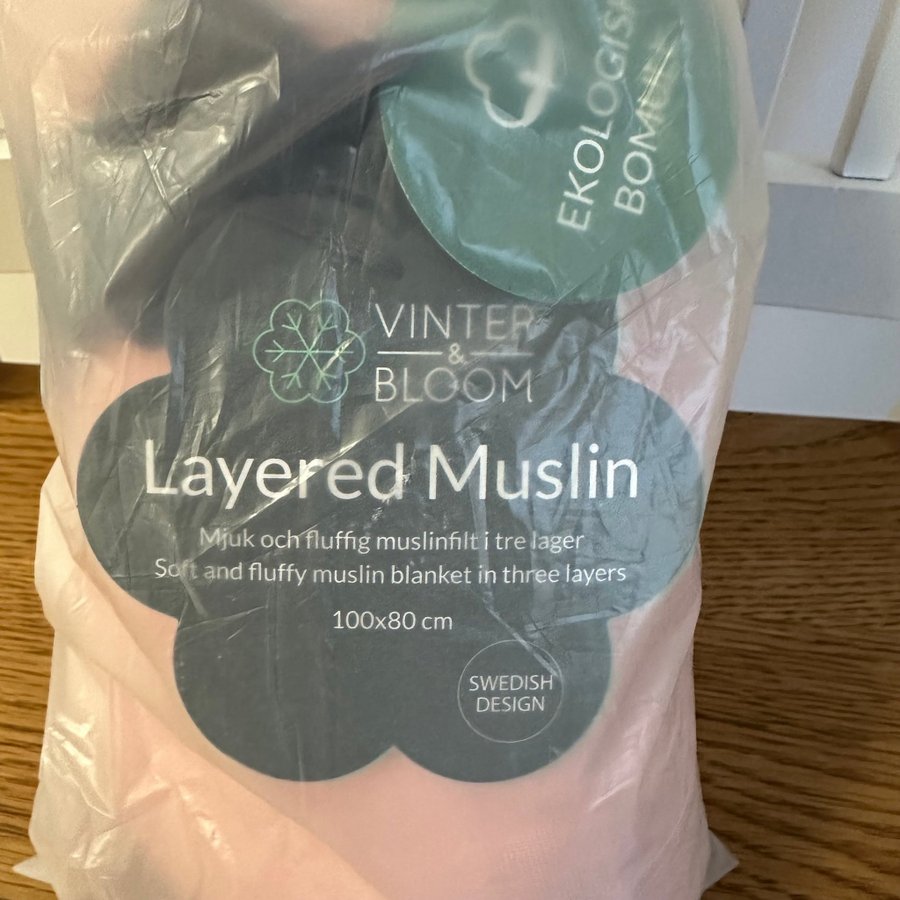 EKOLOGISK
VINTER
&
BLOOM
Layered Muslin
Mjuk och fluffig muslinfilt i tre lager
Soft and fluffy muslin blanket in three layers
100x80 cm
SWEDISH
DESIGN